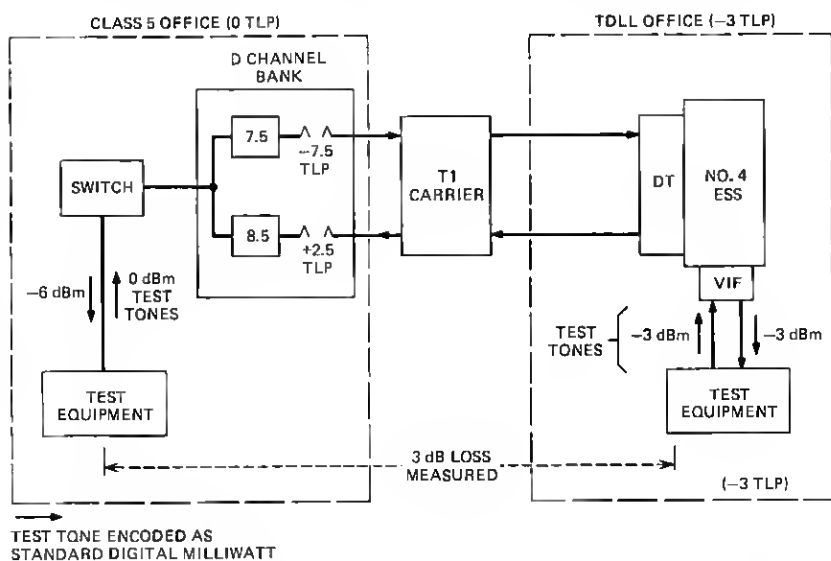 CLASS 5 OFFICE (0 TLP)
TOLL OFFICE (−3 TLP)
D CHANNEL
BANK
7.5
−7.5
TLP
SWITCH
8.5
+2.5
TLP
T1
CARRIER
DT
NO. 4
ESS
VIF
−6 dBm
0 dBm
TEST
TONES
TEST
TONES
−3 dBm
−3 dBm
TEST
EQUIPMENT
TEST
EQUIPMENT
3 dB LOSS
MEASURED
(−3 TLP)
TEST TONE ENCODED AS
STANDARD DIGITAL MILLIWATT